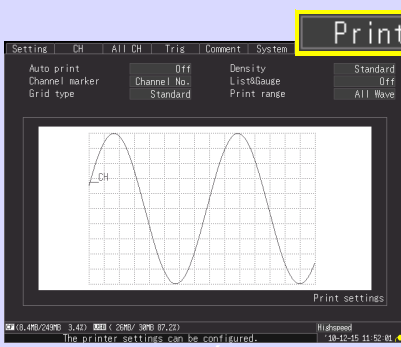 Print
Setting CH All CH Trig Comment System
Auto print Off Density Standard
Channel marker Channel No. List&Gauge Off
Grid type Standard Print range All Wave
CH
Print settings
CF(8.4MB/249MB 3.4%) USED( 26MB/ 30MB 87.2%) Highspeed
The printer settings can be configured. '10-12-15 11:52:01